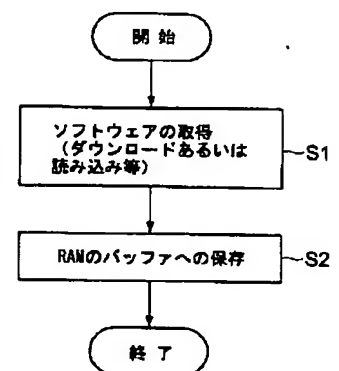 開 始
ソフトウェアの取得
（ダウンロードあるいは
読み込み等）
S1
RAMのバッファへの保存
S2
終 了